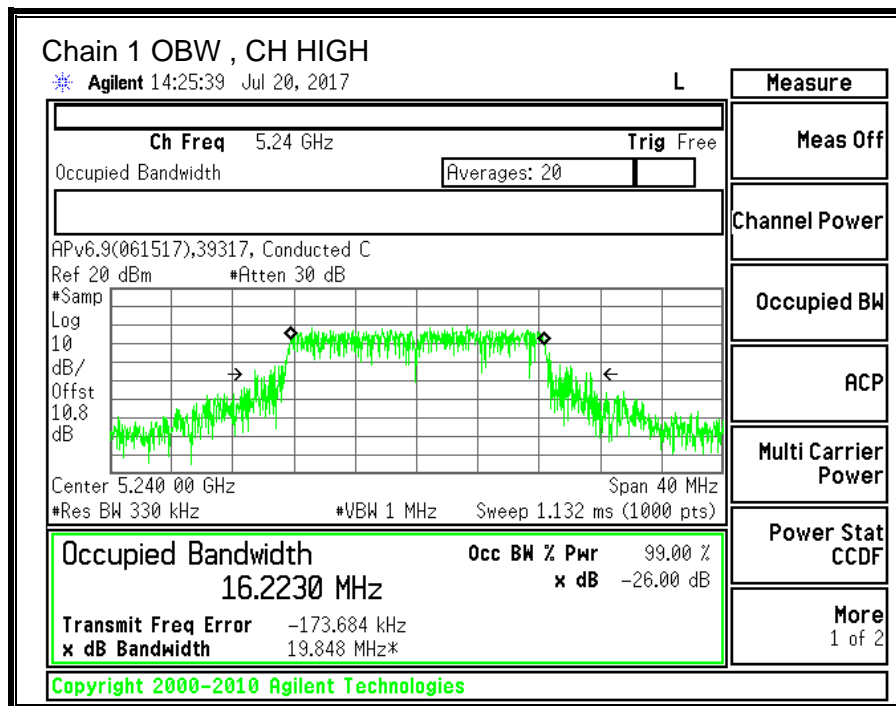 Chain 1 OBW , CH HIGH
Agilent 14:25:39 Jul 20, 2017
L
Measure
Ch Freq 5.24 GHz
Trig Free
Meas Off
Occupied Bandwidth
Averages: 20
Channel Power
APv6.9(061517),39317, Conducted C
Ref 20 dBm
#Atten 30 dB
#Samp
Log
10
dB/
Offst
10.8
dB
Occupied BW
ACP
Multi Carrier
Power
Center 5.240 00 GHz
Span 40 MHz
#Res BW 330 kHz
#VBW 1 MHz
Sweep 1.132 ms (1000 pts)
Power Stat
CCDF
Occupied Bandwidth
16.2230 MHz
Occ BW % Pwr 99.00 %
x dB -26.00 dB
Transmit Freq Error -173.684 kHz
x dB Bandwidth 19.848 MHz*
More
1 of 2
Copyright 2000-2010 Agilent Technologies